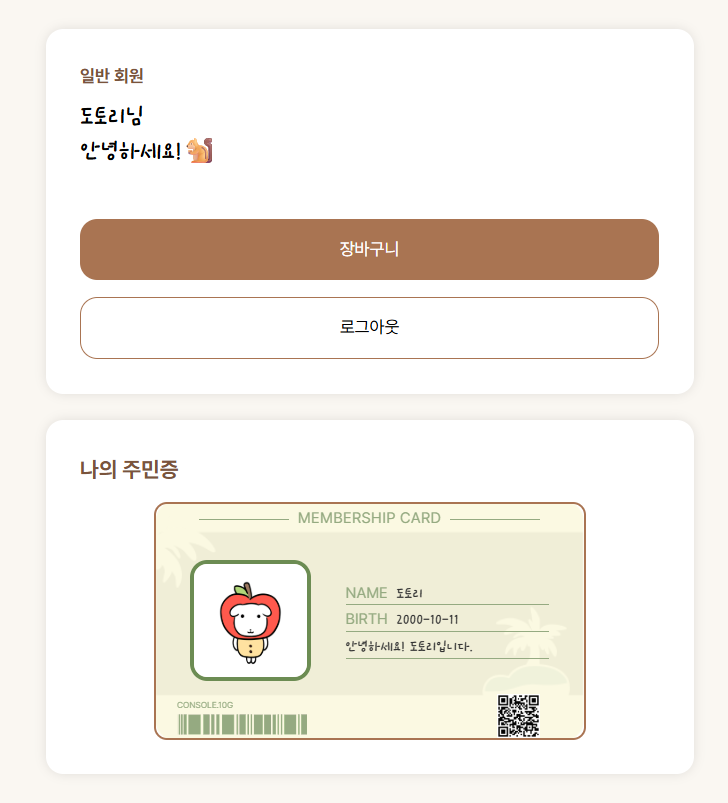 일반 회원
도토리님
안녕하세요! 🐿️
장바구니
로그아웃
나의 주민증
MEMBERSHIP CARD
NAME 도토리
BIRTH 2000-10-11
안녕하세요! 도토리입니다.
CONSOLE.10G